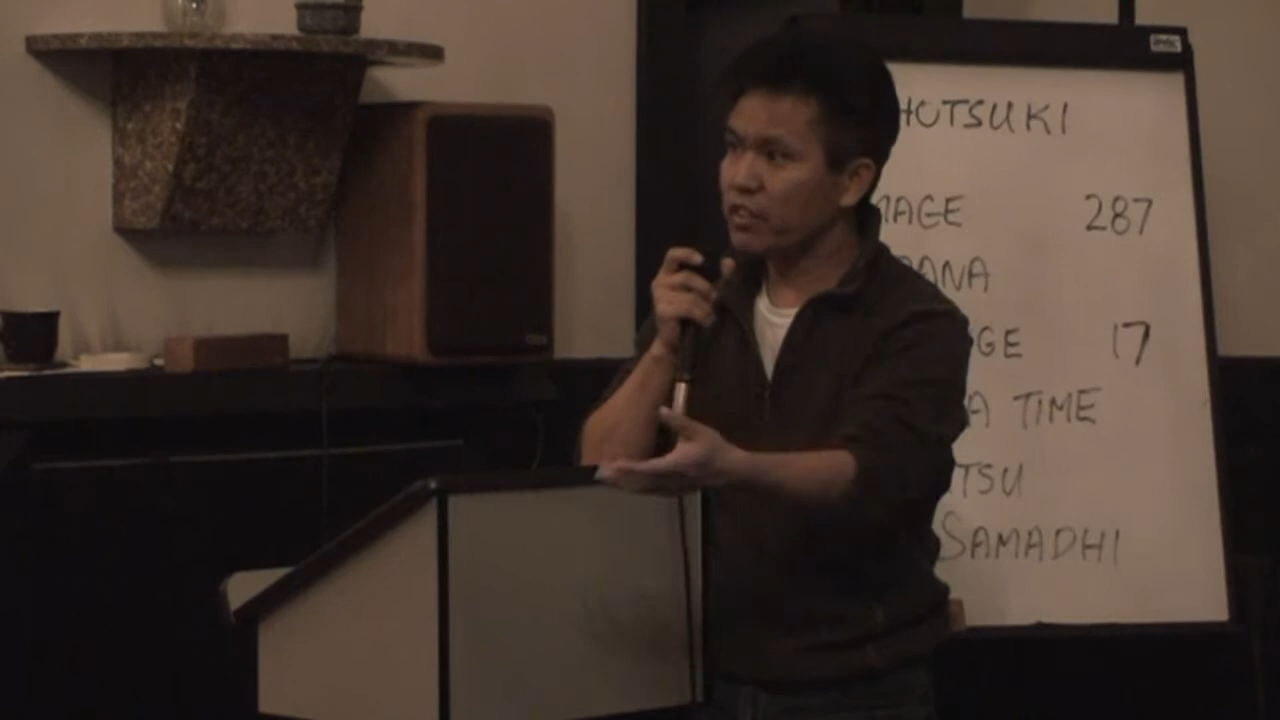 HOTSUKI
MAGE 287
ANA
GE 17
A TIME
TSU
SAMADHI